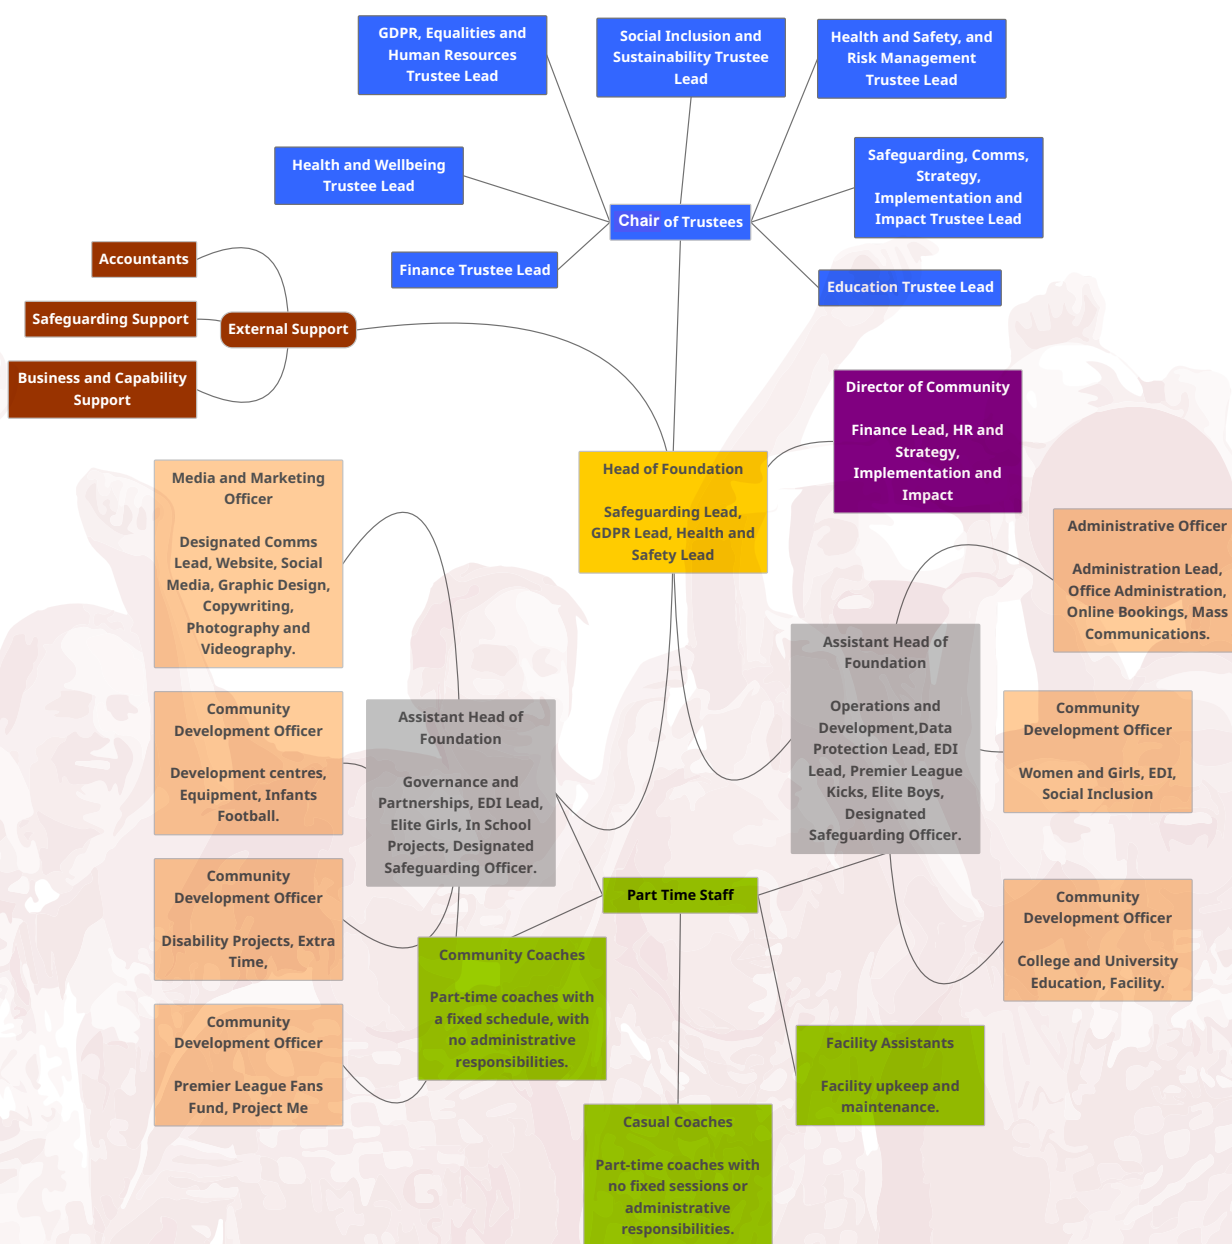 GDPR, Equalities and
Human Resources
Trustee Lead
Social Inclusion and
Sustainability Trustee
Lead
Health and Safety, and
Risk Management
Trustee Lead
Health and Wellbeing
Trustee Lead
Safeguarding, Comms,
Strategy,
Implementation and
Impact Trustee Lead
Chair of Trustees
Finance Trustee Lead
Education Trustee Lead
Accountants
Safeguarding Support
External Support
Business and Capability
Support
Director of Community
Finance Lead, HR and
Strategy,
Implementation and
Impact
Head of Foundation
Safeguarding Lead,
GDPR Lead, Health and
Safety Lead
Media and Marketing
Officer
Designated Comms
Lead, Website, Social
Media, Graphic Design,
Copywriting,
Photography and
Videography.
Administrative Officer
Administration Lead,
Office Administration,
Online Bookings, Mass
Communications.
Assistant Head of
Foundation
Operations and
Development,Data
Protection Lead, EDI
Lead, Premier League
Kicks, Elite Boys,
Designated
Safeguarding Officer.
Community
Development Officer
Women and Girls, EDI,
Social Inclusion
Community
Development Officer
Development centres,
Equipment, Infants
Football.
Assistant Head of
Foundation
Governance and
Partnerships, EDI Lead,
Elite Girls, In School
Projects, Designated
Safeguarding Officer.
Community
Development Officer
Disability Projects, Extra
Time,
Part Time Staff
Community
Development Officer
College and University
Education, Facility.
Community Coaches
Part-time coaches with
a fixed schedule, with
no administrative
responsibilities.
Community
Development Officer
Premier League Fans
Fund, Project Me
Facility Assistants
Facility upkeep and
maintenance.
Casual Coaches
Part-time coaches with
no fixed sessions or
administrative
responsibilities.